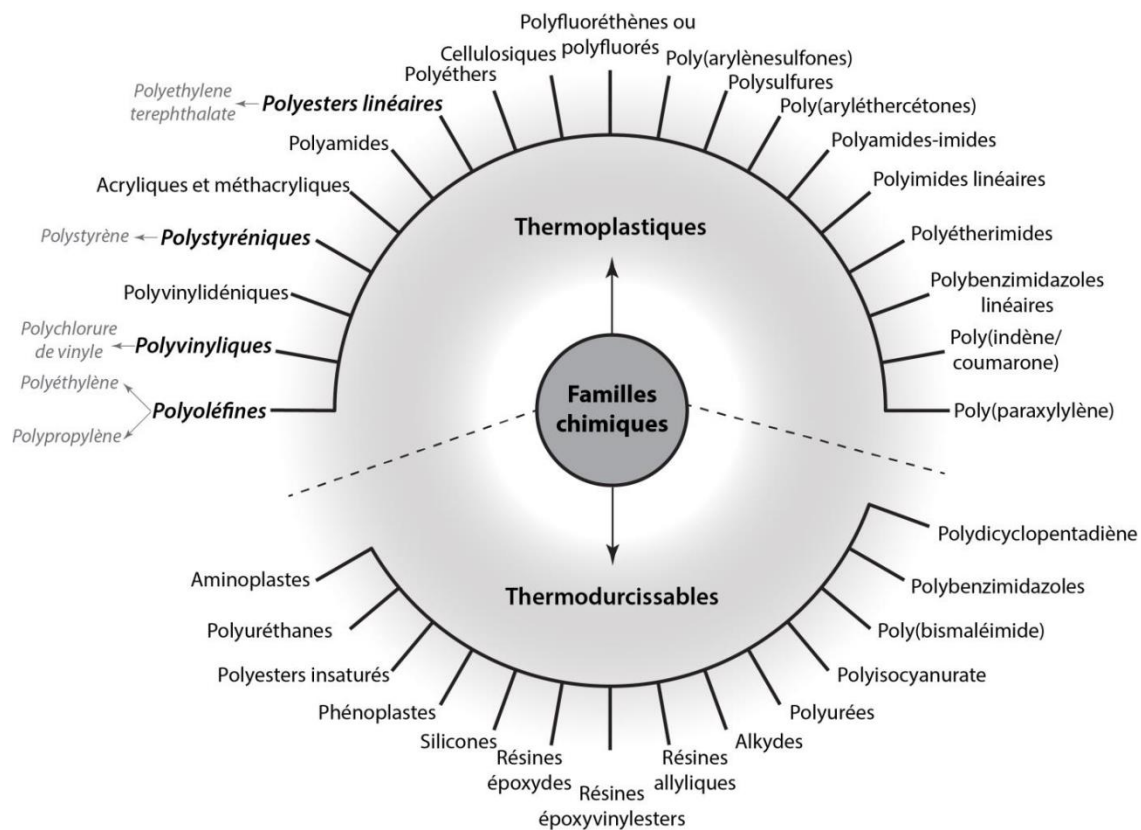 Polyfluoréthènes ou
polyfluorés
Cellulosiques
Poly(arylènesulfones)
Polyéthers
Polysulfures
Polyethylene
terephthalate
Polyesters linéaires
Poly(aryléthercétones)
Polyamides
Polyamides-imides
Acryliques et méthacryliques
Polyimides linéaires
Polystyrène
Polystyréniques
Thermoplastiques
Polyétherimides
Polyvinylidéniques
Polybenzimidazoles
linéaires
Polychlorure
de vinyle
Polyvinyliques
Poly(indène/
coumarone)
Polyéthylène
Polypropylène
Polyoléfines
Familles
chimiques
Poly(paraxylylène)
Polydicyclopentadiène
Aminoplastes
Thermodurcissables
Polybenzimidazoles
Polyuréthanes
Poly(bismaléimide)
Polyesters insaturés
Polyisocyanurate
Phénoplastes
Polyurées
Silicones
Alkydes
Résines
époxydes
Résines
allyliques
Résines
époxyvinylesters